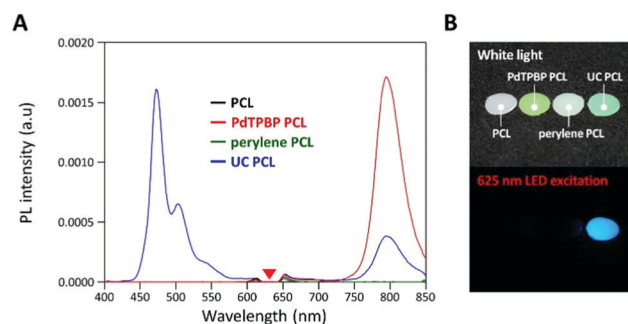 A
PL intensity (a.u)
0.0020
0.0015
0.0010
0.0005
0.0000
PCL
PdTPBP PCL
perylene PCL
UC PCL
400 450 500 550 600 650 700 750 800 850
Wavelength (nm)
B
White light
PdTPBP PCL UC PCL
PCL perylene PCL
625 nm LED excitation